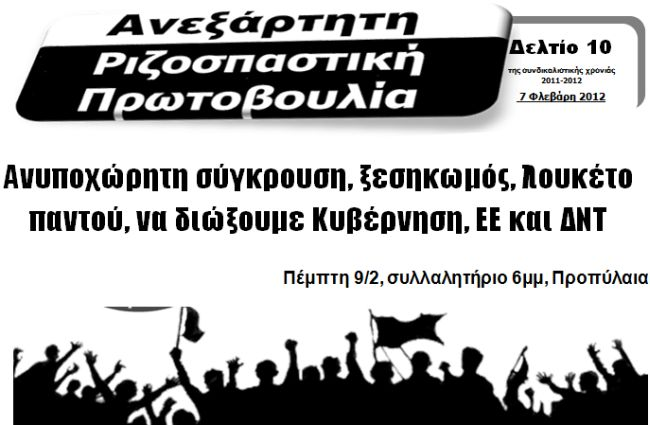 Ανεξάρτητη
Ριζοσπαστική
Πρωτοβουλία
Δελτίο 10
της συνδικαλιστικής χρονιάς
2011-2012
7 Φλεβάρη 2012
Ανυποχώρητη σύγκρουση, ξεσηκωμός, λουκέτο
παντού, να διώξουμε Κυβέρνηση, ΕΕ και ΔΝΤ
Πέμπτη 9/2, συλλαλητήριο 6μμ, Προπύλαια